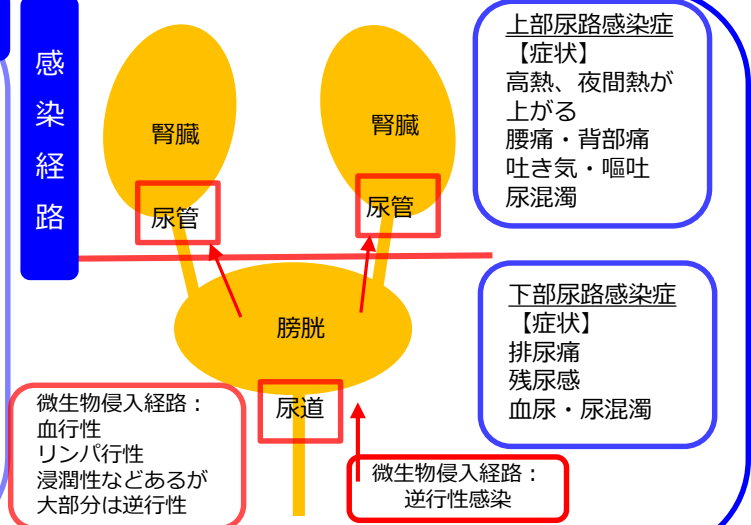 感染経路
腎臓
腎臓
尿管
尿管
膀胱
尿道
上部尿路感染症
【症状】
高熱、夜間熱が
上がる
腰痛・背部痛
吐き気・嘔吐
尿混濁
下部尿路感染症
【症状】
排尿痛
残尿感
血尿・尿混濁
微生物侵入経路：
血行性
リンパ行性
浸潤性などあるが
大部分は逆行性
微生物侵入経路：
逆行性感染